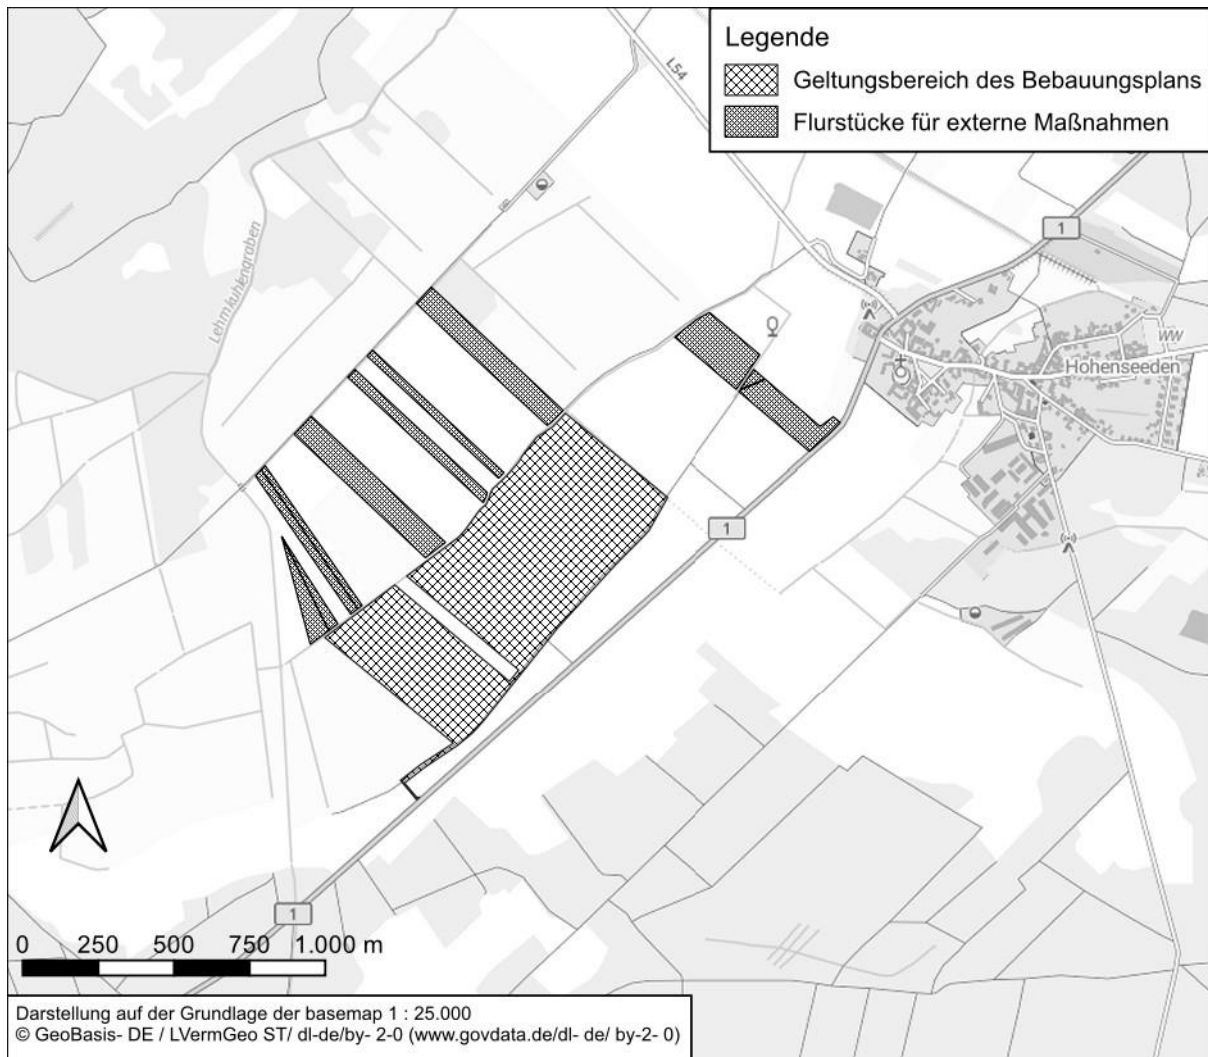 Legende
Geltungsbereich des Bebauungsplans
Flurstücke für externe Maßnahmen
L54
1
Lehmkuhlengraben
WW
Hohenseeden
1
1
0 250 500 750 1.000 m
Darstellung auf der Grundlage der basemap 1 : 25.000
© GeoBasis- DE / LVermGeo ST/ dl-de/by- 2-0 (www.govdata.de/dl- de/ by-2- 0)